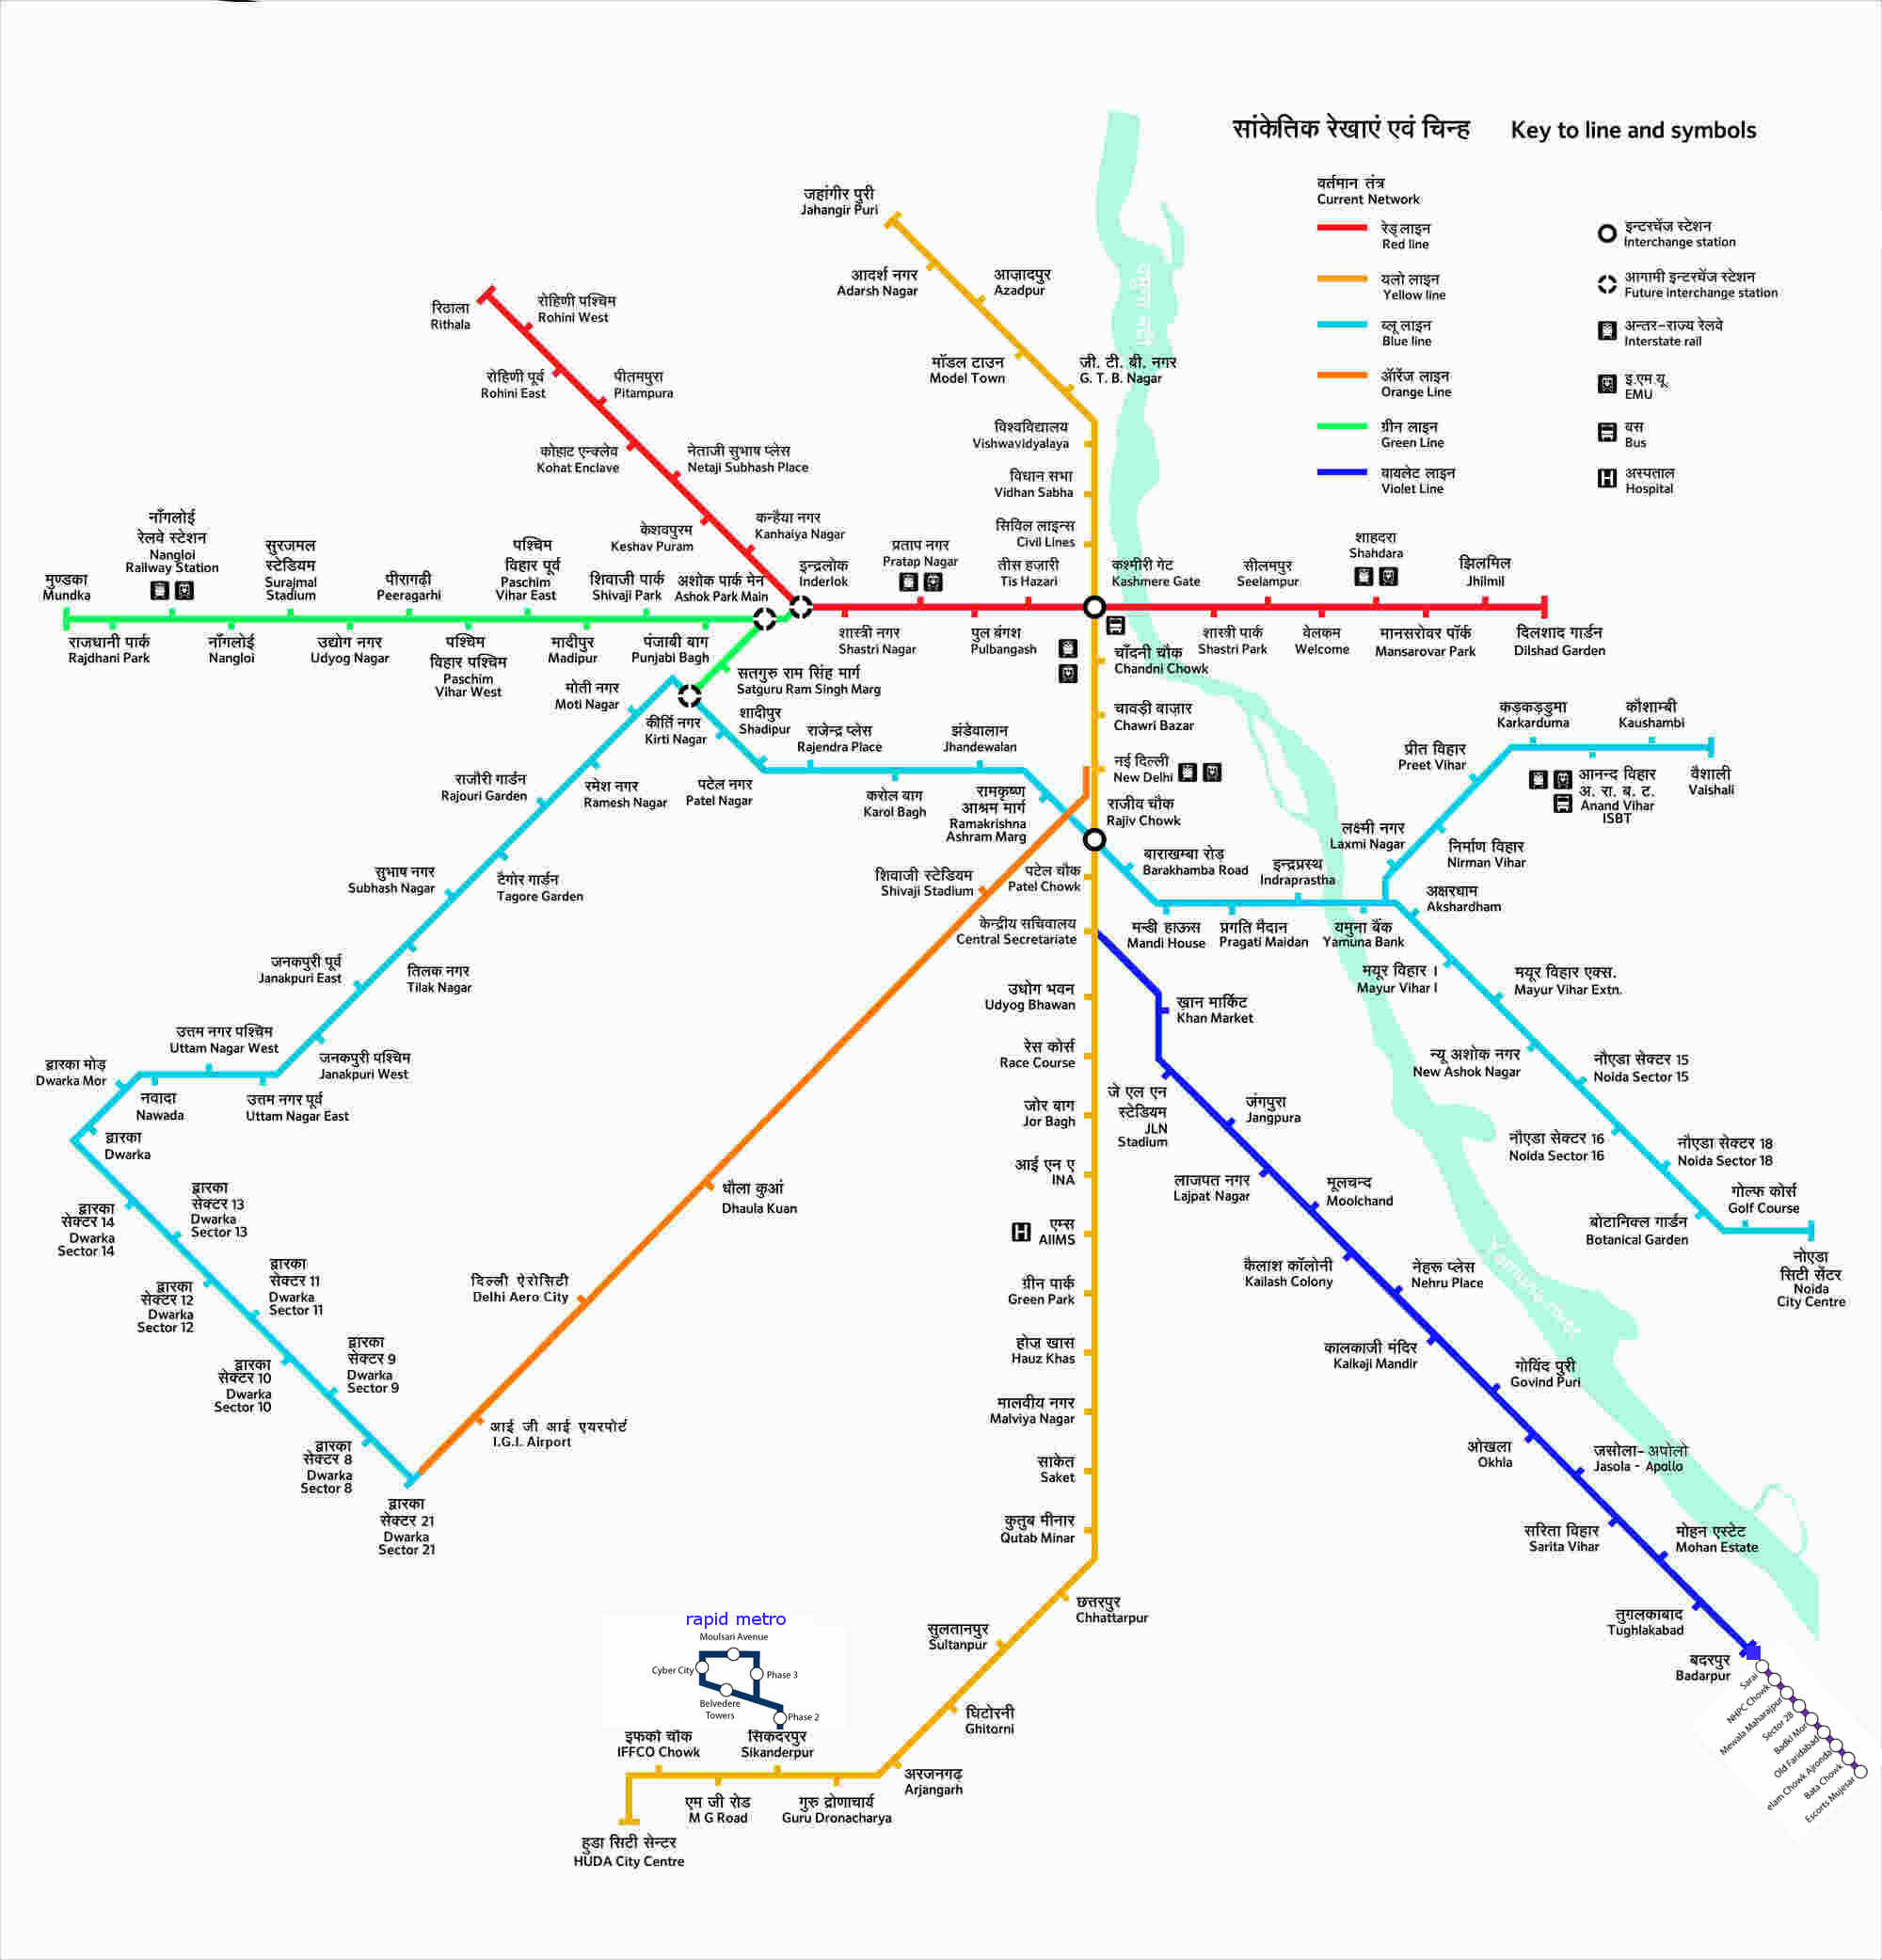 सांकेतिक रेखाएं एवं चिन्ह Key to line and symbols
वर्तमान तंत्र
Current Network
रेड् लाइन
Red line
यलो लाइन
Yellow line
ब्लू लाइन
Blue line
ऑरेंज लाइन
Orange Line
ग्रीन लाइन
Green Line
वायलेट लाइन
Violet Line
इन्टरचेंज स्टेशन
Interchange station
आगामी इन्टरचेंज स्टेशन
Future interchange station
अन्तर-राज्य रेलवे
Interstate rail
इ.एम.यू.
EMU
बस
Bus
H
अस्पताल
Hospital
जहांगीर पुरी
Jahangir Puri
आदर्श नगर
Adarsh Nagar
आज़ादपुर
Azadpur
मॉडल टाउन
Model Town
जी. टी. बी. नगर
G. T. B. Nagar
विश्वविद्यालय
Vishwavidyalaya
विधान सभा
Vidhan Sabha
सिविल लाइन्स
Civil Lines
रिठाला
Rithala
रोहिणी पश्चिम
Rohini West
रोहिणी पूर्व
Rohini East
पीतमपुरा
Pitampura
कोहाट एन्क्लेव
Kohat Enclave
नेताजी सुभाष प्लेस
Netaji Subhash Place
केशवपुरम
Keshav Puram
कन्हैया नगर
Kanhaiya Nagar
इन्द्रलोक
Inderlok
शास्त्री नगर
Shastri Nagar
प्रताप नगर
Pratap Nagar
पुल बंगश
Pulbangash
तीस हजारी
Tis Hazari
कश्मीरी गेट
Kashmere Gate
शास्त्री पार्क
Shastri Park
सीलमपुर
Seelampur
वेलकम
Welcome
शाहदरा
Shahdara
मानसरोवर पॉर्क
Mansarovar Park
झिलमिल
Jhilmil
दिलशाद गार्डन
Dilshad Garden
मुण्डका
Mundka
राजधानी पार्क
Rajdhani Park
नाँगलोई
रेलवे स्टेशन
Nangloi
Railway Station
नाँगलोई
Nangloi
सुरजमल
स्टेडियम
Surajmal
Stadium
उद्योग नगर
Udyog Nagar
पीरागढ़ी
Peeragarhi
पश्चिम
विहार पश्चिम
Paschim
Vihar West
पश्चिम
विहार पूर्व
Paschim
Vihar East
मादीपुर
Madipur
शिवाजी पार्क
Shivaji Park
पंजाबी बाग
Punjabi Bagh
अशोक पार्क मेन
Ashok Park Main
सतगुरु राम सिंह मार्ग
Satguru Ram Singh Marg
कीर्ति नगर
Kirti Nagar
मोती नगर
Moti Nagar
शादीपुर
Shadipur
पटेल नगर
Patel Nagar
राजेन्द्र प्लेस
Rajendra Place
करोल बाग
Karol Bagh
झंडेवालान
Jhandewalan
रामकृष्ण
आश्रम मार्ग
Ramakrishna
Ashram Marg
रमेश नगर
Ramesh Nagar
राजौरी गार्डन
Rajouri Garden
टैगोर गार्डन
Tagore Garden
सुभाष नगर
Subhash Nagar
तिलक नगर
Tilak Nagar
जनकपुरी पूर्व
Janakpuri East
जनकपुरी पश्चिम
Janakpuri West
उत्तम नगर पश्चिम
Uttam Nagar West
उत्तम नगर पूर्व
Uttam Nagar East
नवादा
Nawada
द्वारका मोड़
Dwarka Mor
द्वारका
Dwarka
द्वारका
सेक्टर 14
Dwarka
Sector 14
द्वारका
सेक्टर 13
Dwarka
Sector 13
द्वारका
सेक्टर 12
Dwarka
Sector 12
द्वारका
सेक्टर 11
Dwarka
Sector 11
द्वारका
सेक्टर 10
Dwarka
Sector 10
द्वारका
सेक्टर 9
Dwarka
Sector 9
द्वारका
सेक्टर 8
Dwarka
Sector 8
द्वारका
सेक्टर 21
Dwarka
Sector 21
आई जी आई एयरपोर्ट
I.G.I. Airport
दिल्ली ऐरोसिटी
Delhi Aero City
धौला कुआं
Dhaula Kuan
शिवाजी स्टेडियम
Shivaji Stadium
चाँदनी चौक
Chandni Chowk
चावड़ी बाज़ार
Chawri Bazar
नई दिल्ली
New Delhi
राजीव चौक
Rajiv Chowk
पटेल चौक
Patel Chowk
केन्द्रीय सचिवालय
Central Secretariate
उधोग भवन
Udyog Bhawan
रेस कोर्स
Race Course
जोर बाग
Jor Bagh
आई एन ए
INA
H
एम्स
AIIMS
ग्रीन पार्क
Green Park
होज खास
Hauz Khas
मालवीय नगर
Malviya Nagar
साकेत
Saket
कुतुब मीनार
Qutab Minar
छत्तरपुर
Chhattarpur
सुलतानपुर
Sultanpur
घिटोरनी
Ghitorni
अरजनगढ़
Arjangarh
गुरु द्रोणाचार्य
Guru Dronacharya
सिकंदरपुर
Sikanderpur
एम जी रोड
M G Road
इफको चौक
IFFCO Chowk
हुडा सिटी सेन्टर
HUDA City Centre
rapid metro
Moulsari Avenue
Cyber City
Phase 3
Belvedere
Towers
Phase 2
बाराखम्बा रोड़
Barakhamba Road
मन्डी हाऊस
Mandi House
प्रगति मैदान
Pragati Maidan
इन्द्रप्रस्थ
Indraprastha
यमुना बैंक
Yamuna Bank
लक्ष्मी नगर
Laxmi Nagar
निर्माण विहार
Nirman Vihar
प्रीत विहार
Preet Vihar
कड़कड़डुमा
Karkarduma
आनन्द विहार
अ. रा. ब. ट.
Anand Vihar
ISBT
कौशाम्बी
Kaushambi
वैशाली
Vaishali
अक्षरधाम
Akshardham
मयूर विहार ।
Mayur Vihar I
मयूर विहार एक्स.
Mayur Vihar Extn.
न्यू अशोक नगर
New Ashok Nagar
नौएडा सेक्टर 15
Noida Sector 15
नौएडा सेक्टर 16
Noida Sector 16
नौएडा सेक्टर 18
Noida Sector 18
बोटानिक्ल गार्डन
Botanical Garden
गोल्फ कोर्स
Golf Course
नोएडा
सिटी सेंटर
Noida
City Centre
ख़ान मार्किट
Khan Market
जे एल एन
स्टेडियम
JLN
Stadium
जंगपुरा
Jangpura
लाजपत नगर
Lajpat Nagar
मूलचन्द
Moolchand
कैलाश कॉलोनी
Kailash Colony
नेहरू प्लेस
Nehru Place
कालकाजी मंदिर
Kalkaji Mandir
गोविंद पुरी
Govind Puri
ओखला
Okhla
जसोला- अपोलो
Jasola - Apollo
सरिता विहार
Sarita Vihar
मोहन एस्टेट
Mohan Estate
तुग़लकाबाद
Tughlakabad
बदरपुर
Badarpur
Sarai
NHPC Chowk
Mewala Maharajpur
Sector 28
Badkl Mor
Old Faridabad
elam Chowk Ajronda
Bata Chowk
Escorts Mujesar
यमुना नदी
Yamuna river